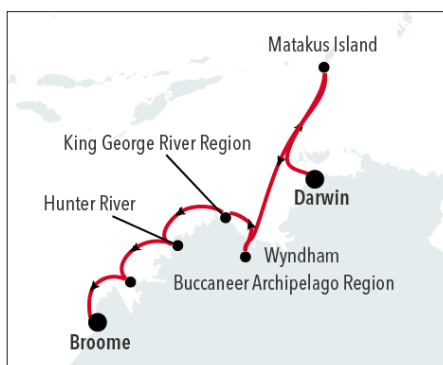 Matakus Island
King George River Region
Hunter River
Darwin
Wyndham
Buccaneer Archipelago Region
Broome